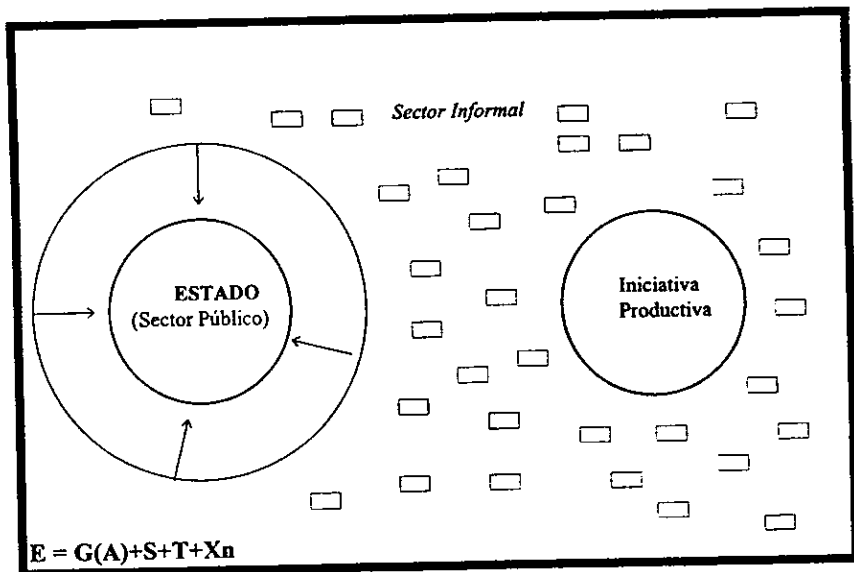 Sector Informal
ESTADO
(Sector Público)
Iniciativa
Productiva
E = G(A)+S+T+Xn